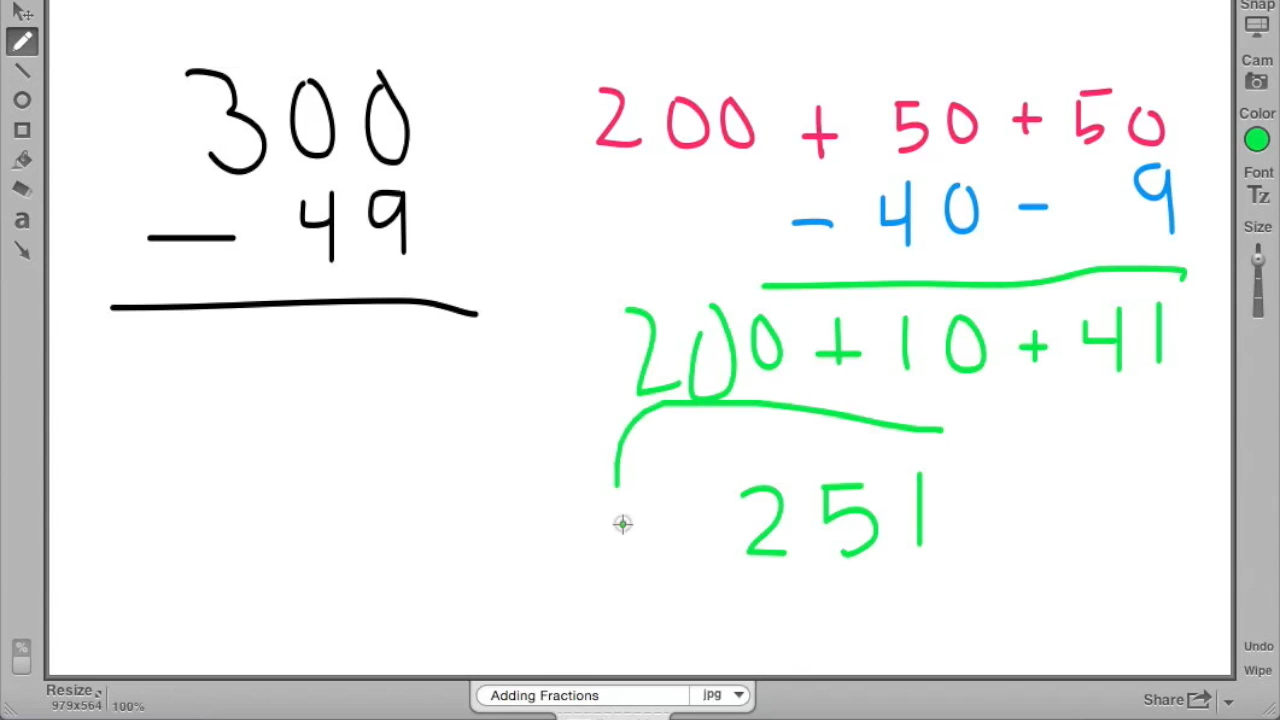 300
— 49
200 + 50 + 50
- 40 - 9
200 + 10 + 41
251
a
%
Snap
Cam
Color
Font
Tz
Size
Undo
Wipe
Resize
979x564 100%
Adding Fractions jpg
Share